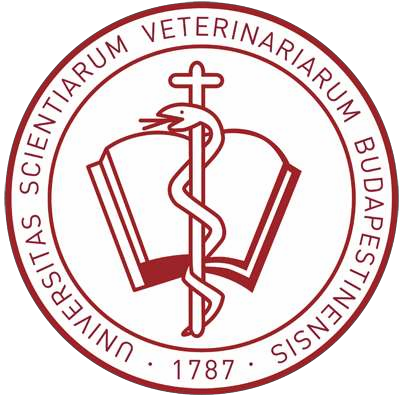 UNIVERSITAS SCIENTIARUM VETERINARIARUM BUDAPESTINENSIS
· 1787 ·